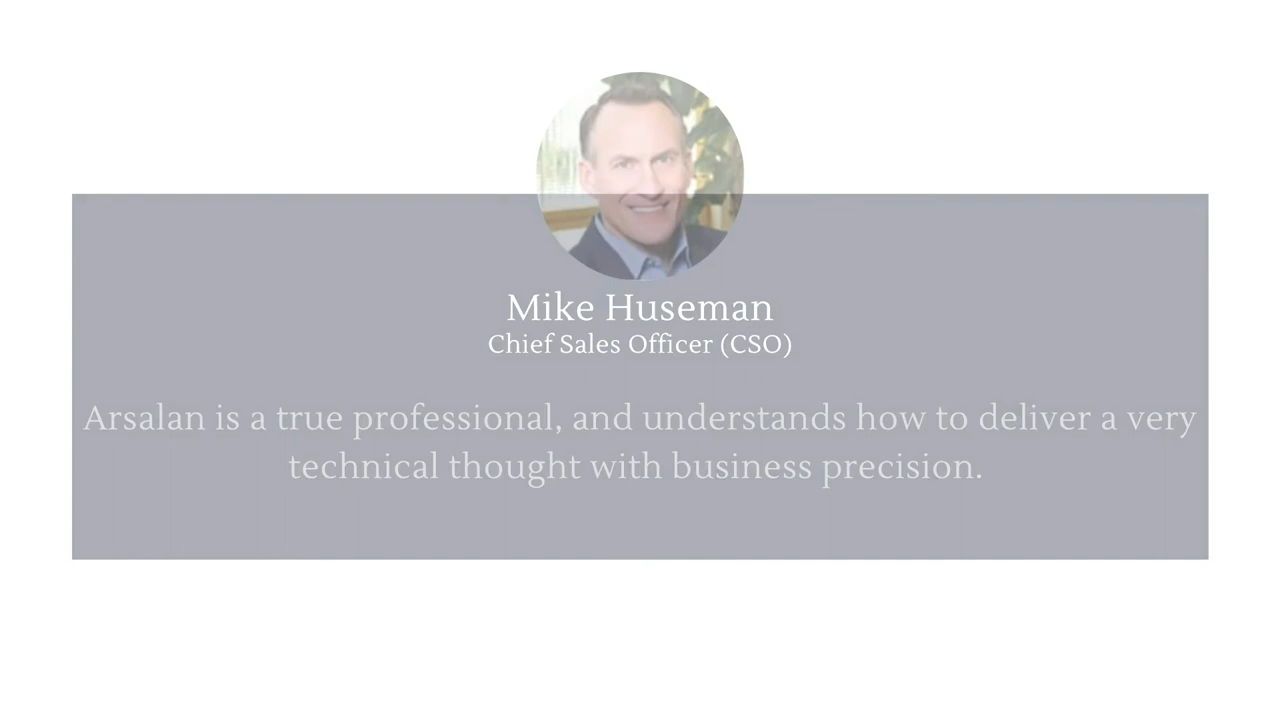 Mike Huseman
Chief Sales Officer (CSO)
Arsalan is a true professional, and understands how to deliver a very
technical thought with business precision.